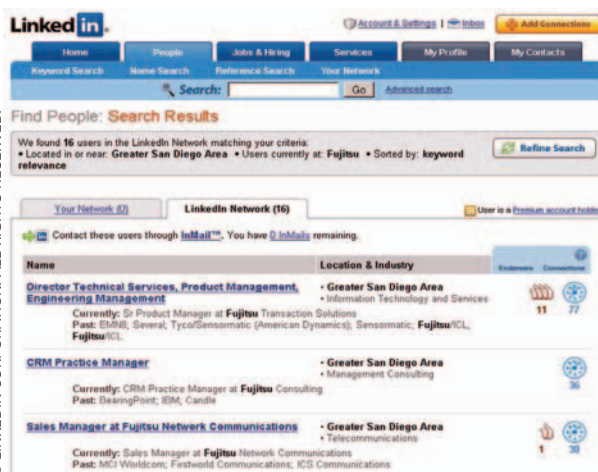 Linked in
Account & Settings | Inbox
Add Connections
Home People Jobs & Hiring Services My Profile My Contacts
Keyword Search Name Search Reference Search Your Network
Search: Go Advanced search
Find People: Search Results
We found 16 users in the LinkedIn Network matching your criteria:
• Located in or near: Greater San Diego Area • Users currently at: Fujitsu • Sorted by: keyword
relevance
Refine Search
Your Network (0) LinkedIn Network (16)
User is a Premium account holder
Contact these users through InMail™. You have 0 InMails remaining.
Name Location & Industry Endorsers Connections
Director Technical Services, Product Management,
Engineering Management
• Greater San Diego Area
• Information Technology and Services
11 77
Currently: Sr Product Manager at Fujitsu Transaction Solutions
Past: EMNB; Several; Tyco/Sensormatic (American Dynamics); Sensormatic; Fujitsu/ICL,
Fujitsu/ICL
CRM Practice Manager
• Greater San Diego Area
• Management Consulting
36
Currently: CRM Practice Manager at Fujitsu Consulting
Past: BearingPoint; IBM; Candle
Sales Manager at Fujitsu Network Communications
• Greater San Diego Area
• Telecommunications
1 30
Currently: Sales Manager at Fujitsu Network Communications
Past: MCI Worldcom; Firstworld Communications; ICS Communications